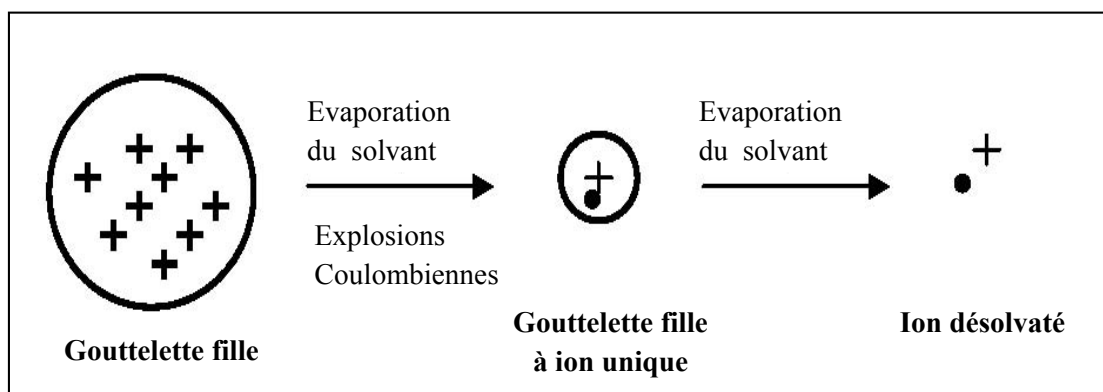 Evaporation
du solvant
Explosions
Coulombiennes
Gouttelette fille
Evaporation
du solvant
Gouttelette fille
à ion unique
Ion désolvaté